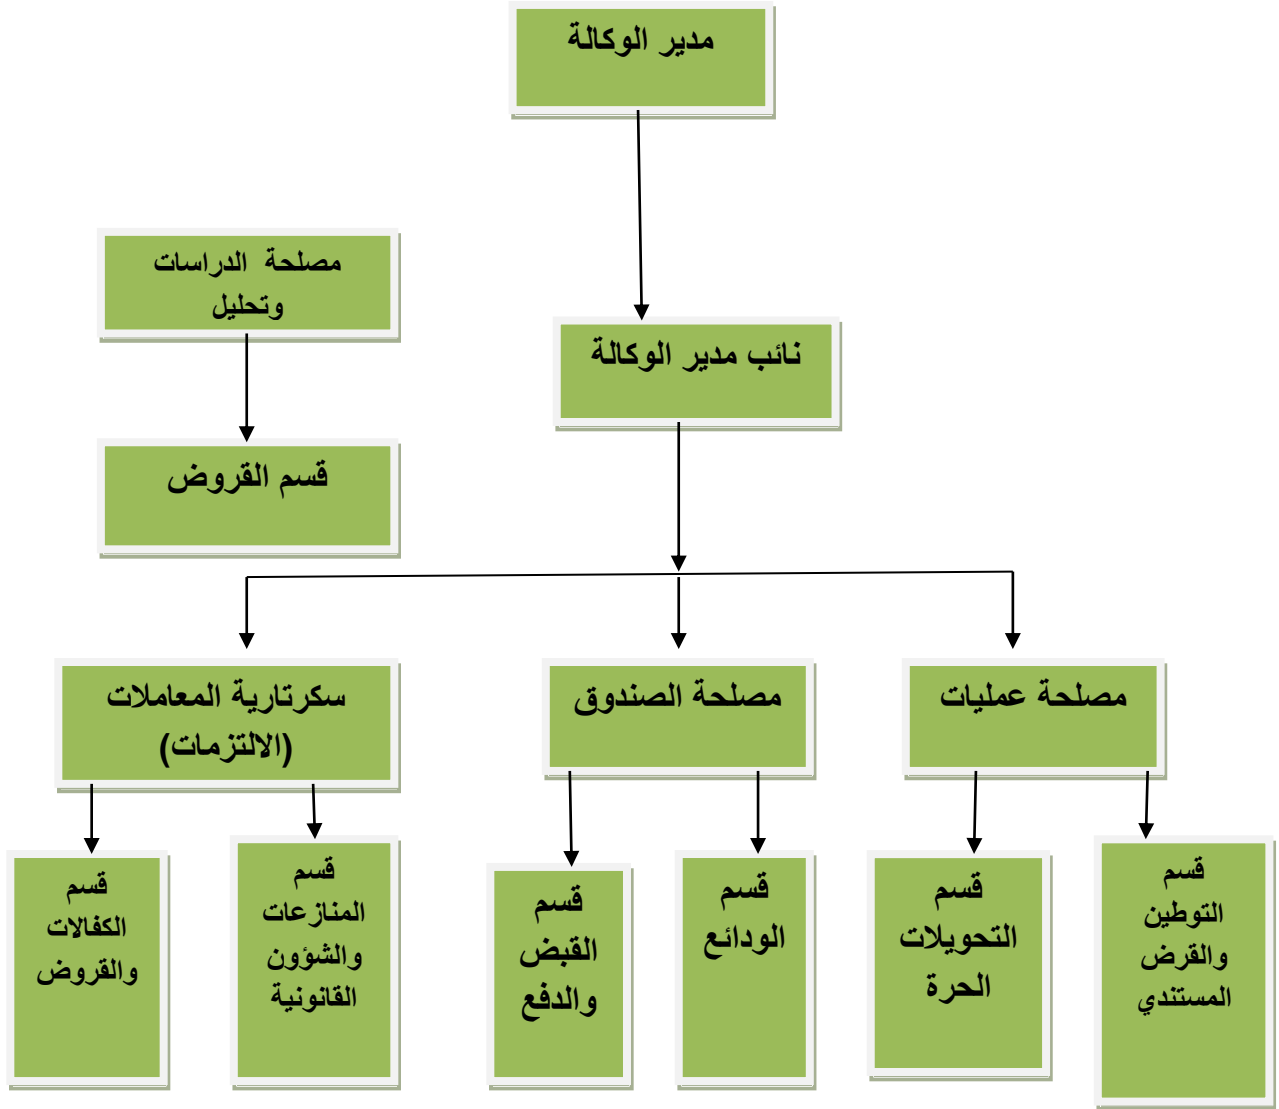 مدير الوكالة
مصلحة الدراسات
وتحليل
نائب مدير الوكالة
قسم القروض
مصلحة عمليات
مصلحة الصندوق
سكرتارية المعاملات
(الالتزمات)
قسم
التوطين
والقرض
المستندي
قسم
التحويلات
الحرة
قسم
الودائع
قسم
القبض
والدفع
قسم
المنازعات
والشؤون
القانونية
قسم
الكفالات
والقروض